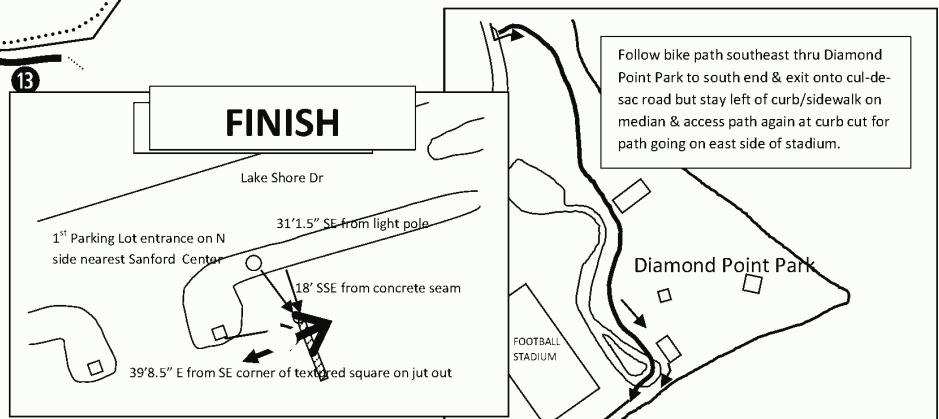 13
FINISH
Lake Shore Dr
31'1.5" SE from light pole
1st Parking Lot entrance on N
side nearest Sanford Center
18' SSE from concrete seam
39'8.5" E from SE corner of textured square on jut out
Follow bike path southeast thru Diamond
Point Park to south end & exit onto cul-de-
sac road but stay left of curb/sidewalk on
median & access path again at curb cut for
path going on east side of stadium.
Diamond Point Park
FOOTBALL
STADIUM